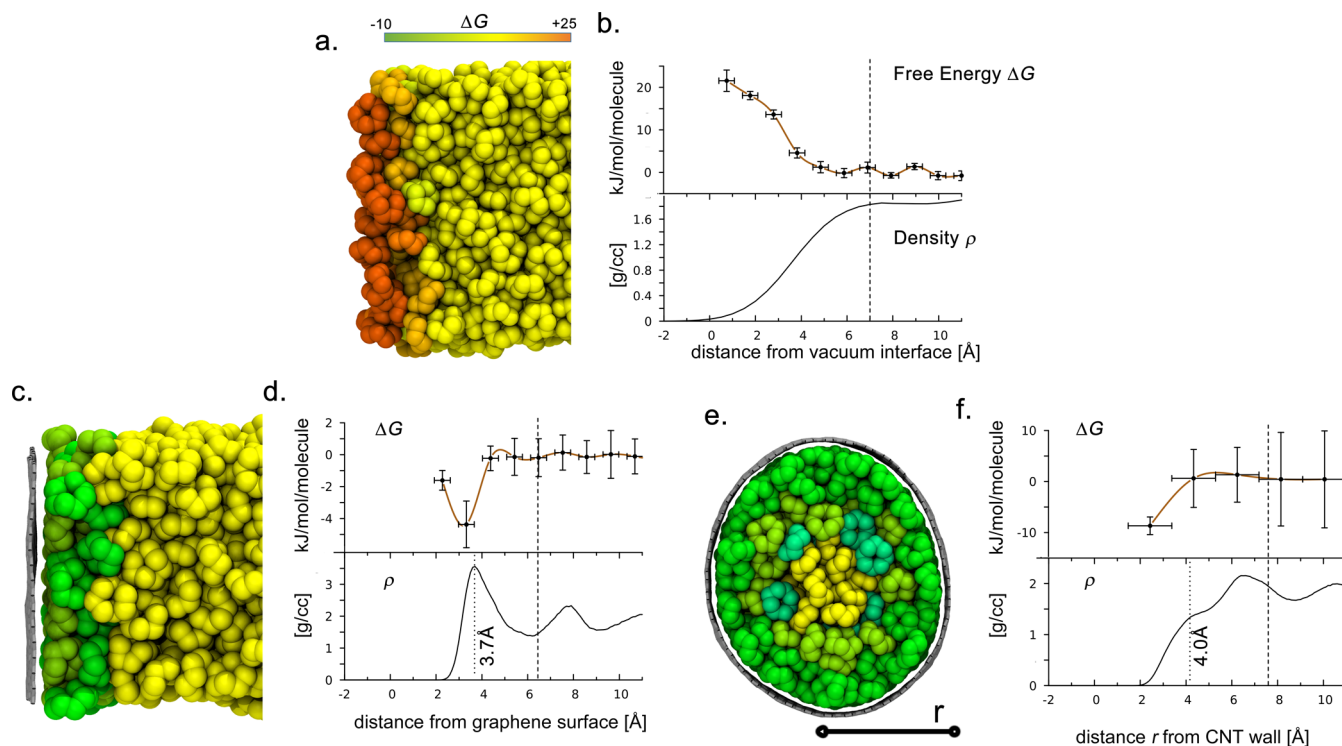 a.
-10 ΔG +25
b.
Free Energy ΔG
kJ/mol/molecule
20
10
0
Density ρ
[g/cc]
1.6
1.2
0.8
0.4
0
-2 0 2 4 6 8 10
distance from vacuum interface [Å]
c.
d.
ΔG
kJ/mol/molecule
2
0
-2
-4
ρ
[g/cc]
3
2
1
0
3.7Å
-2 0 2 4 6 8 10
distance from graphene surface [Å]
e.
r
f.
ΔG
kJ/mol/molecule
10
0
-10
ρ
[g/cc]
2
1
0
4.0Å
-2 0 2 4 6 8 10
distance r from CNT wall [Å]